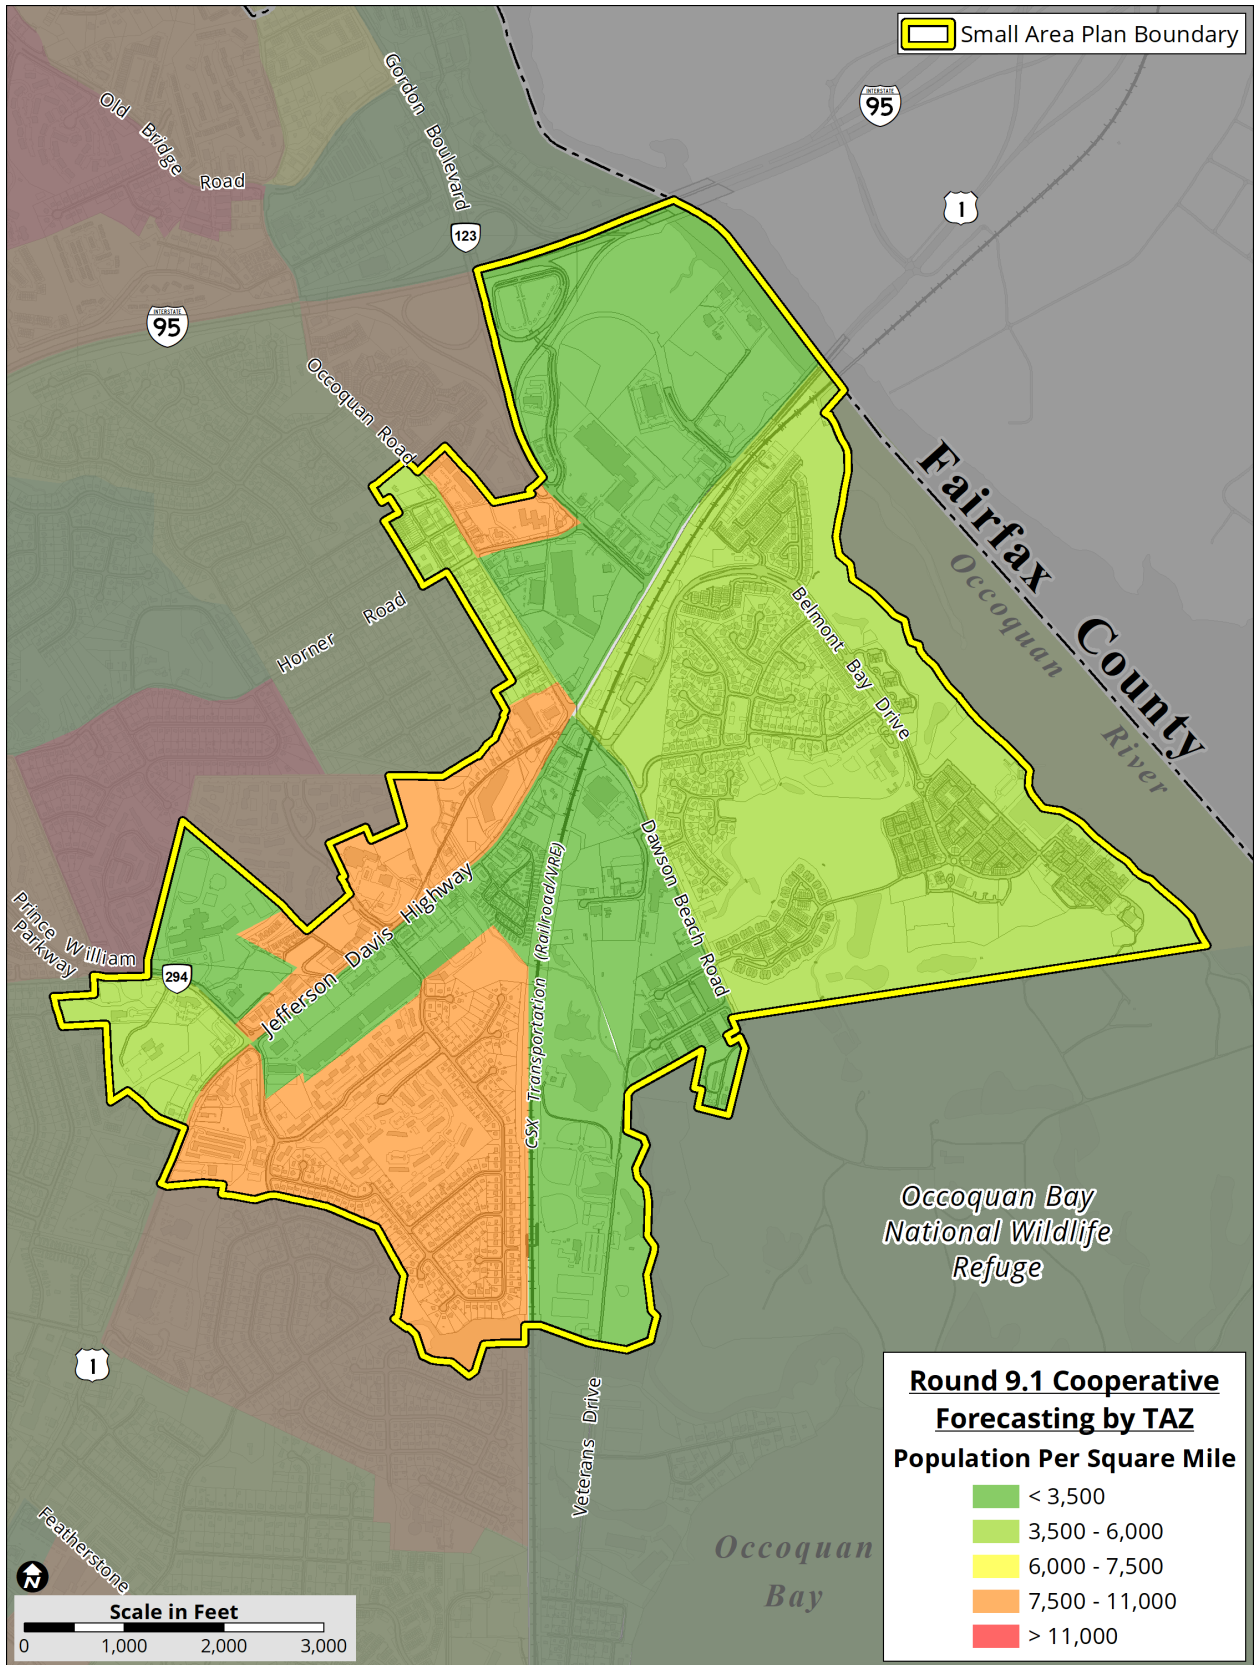 Small Area Plan Boundary
Gordon Boulevard
INTERSTATE
95
Old Bridge Road
1
123
INTERSTATE
95
Occoquan Road
Fairfax County
Occoquan River
Horner Road
Belmont Bay Drive
Dawson Beach Road
CSX Transportation (Railroad/VRE)
Jefferson Davis Highway
Prince William
Parkway
294
Occoquan Bay
National Wildlife
Refuge
1
Veterans Drive
Featherstone
Occoquan
Bay
N
Scale in Feet
0 1,000 2,000 3,000
Round 9.1 Cooperative
Forecasting by TAZ
Population Per Square Mile
< 3,500
3,500 - 6,000
6,000 - 7,500
7,500 - 11,000
> 11,000